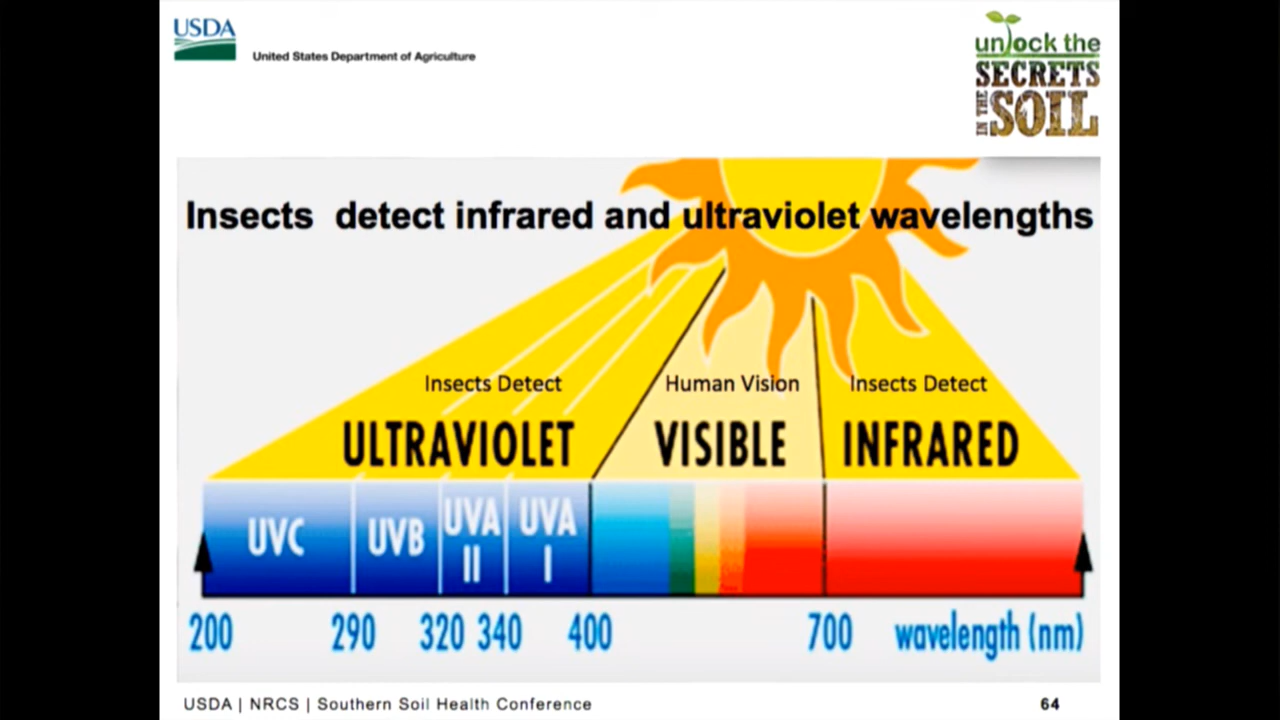 USDA
United States Department of Agriculture
unlock the
SECRETS
IN THE
SOIL
Insects  detect infrared and ultraviolet wavelengths
Insects Detect Human Vision Insects Detect
ULTRAVIOLET VISIBLE INFRARED
UVC UVB UVA II UVA I
200 290 320 340 400 700 wavelength (nm)
USDA | NRCS | Southern Soil Health Conference 64